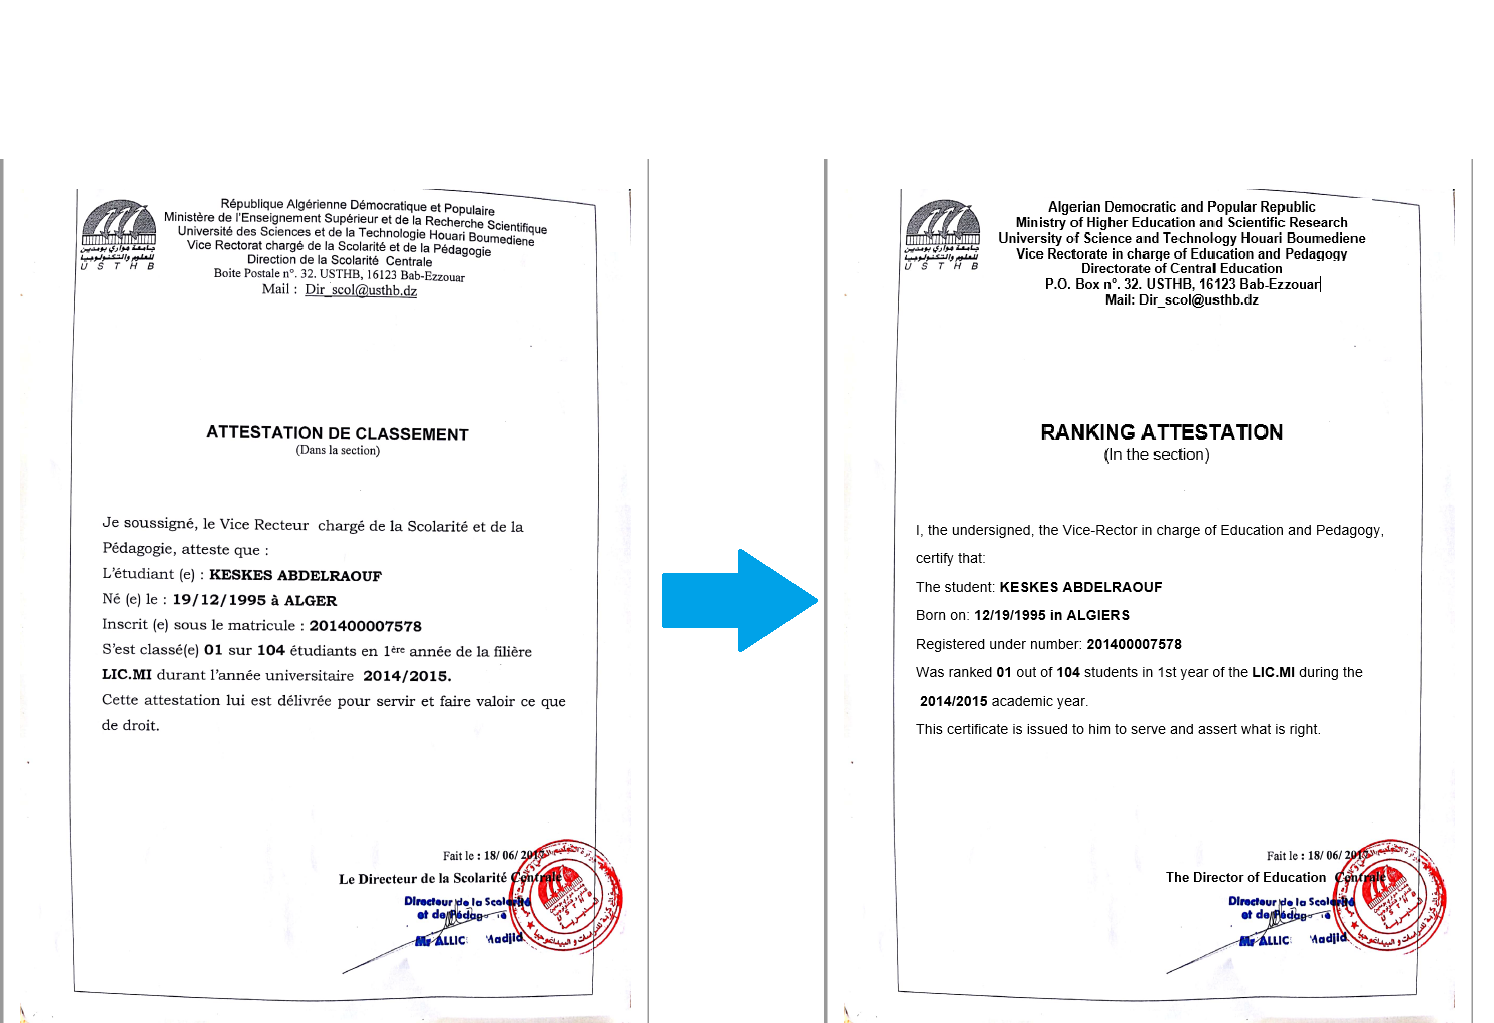 République Algérienne Démocratique et Populaire
Ministère de l'Enseignement Supérieur et de la Recherche Scientifique
Université des Sciences et de la Technologie Houari Boumediene
Vice Rectorat chargé de la Scolarité et de la Pédagogie
Direction de la Scolarité Centrale
Boite Postale n°. 32. USTHB, 16123 Bab-Ezzouar
Mail : Dir_scol@usthb.dz
جامعة هواري بومدين
للعلوم والتكنولوجيا
U S T H B
ATTESTATION DE CLASSEMENT
(Dans la section)
Je soussigné, le Vice Recteur chargé de la Scolarité et de la
Pédagogie, atteste que :
L'étudiant (e) : KESKES ABDELRAOUF
Né (e) le : 19/12/1995 à ALGER
Inscrit (e) sous le matricule : 201400007578
S'est classé(e) 01 sur 104 étudiants en 1ère année de la filière
LIC.MI durant l'année universitaire 2014/2015.
Cette attestation lui est délivrée pour servir et faire valoir ce que
de droit.
Fait le : 18/ 06/ 2017
Le Directeur de la Scolarité Centrale
Directeur de la Scolarité
et de
Mr ALLIC Madjid
U S T H B
Algerian Democratic and Popular Republic
Ministry of Higher Education and Scientific Research
University of Science and Technology Houari Boumediene
Vice Rectorate in charge of Education and Pedagogy
Directorate of Central Education
P.O. Box n°. 32. USTHB, 16123 Bab-Ezzouar
Mail: Dir_scol@usthb.dz
جامعة هواري بومدين
للعلوم والتكنولوجيا
U S T H B
RANKING ATTESTATION
(In the section)
I, the undersigned, the Vice-Rector in charge of Education and Pedagogy,
certify that:
The student: KESKES ABDELRAOUF
Born on: 12/19/1995 in ALGIERS
Registered under number: 201400007578
Was ranked 01 out of 104 students in 1st year of the LIC.MI during the
2014/2015 academic year.
This certificate is issued to him to serve and assert what is right.
Fait le : 18/ 06/ 2017
The Director of Education Centrale
Directeur de la Scolarité
et de
Mr ALLIC Madjid
U S T H B